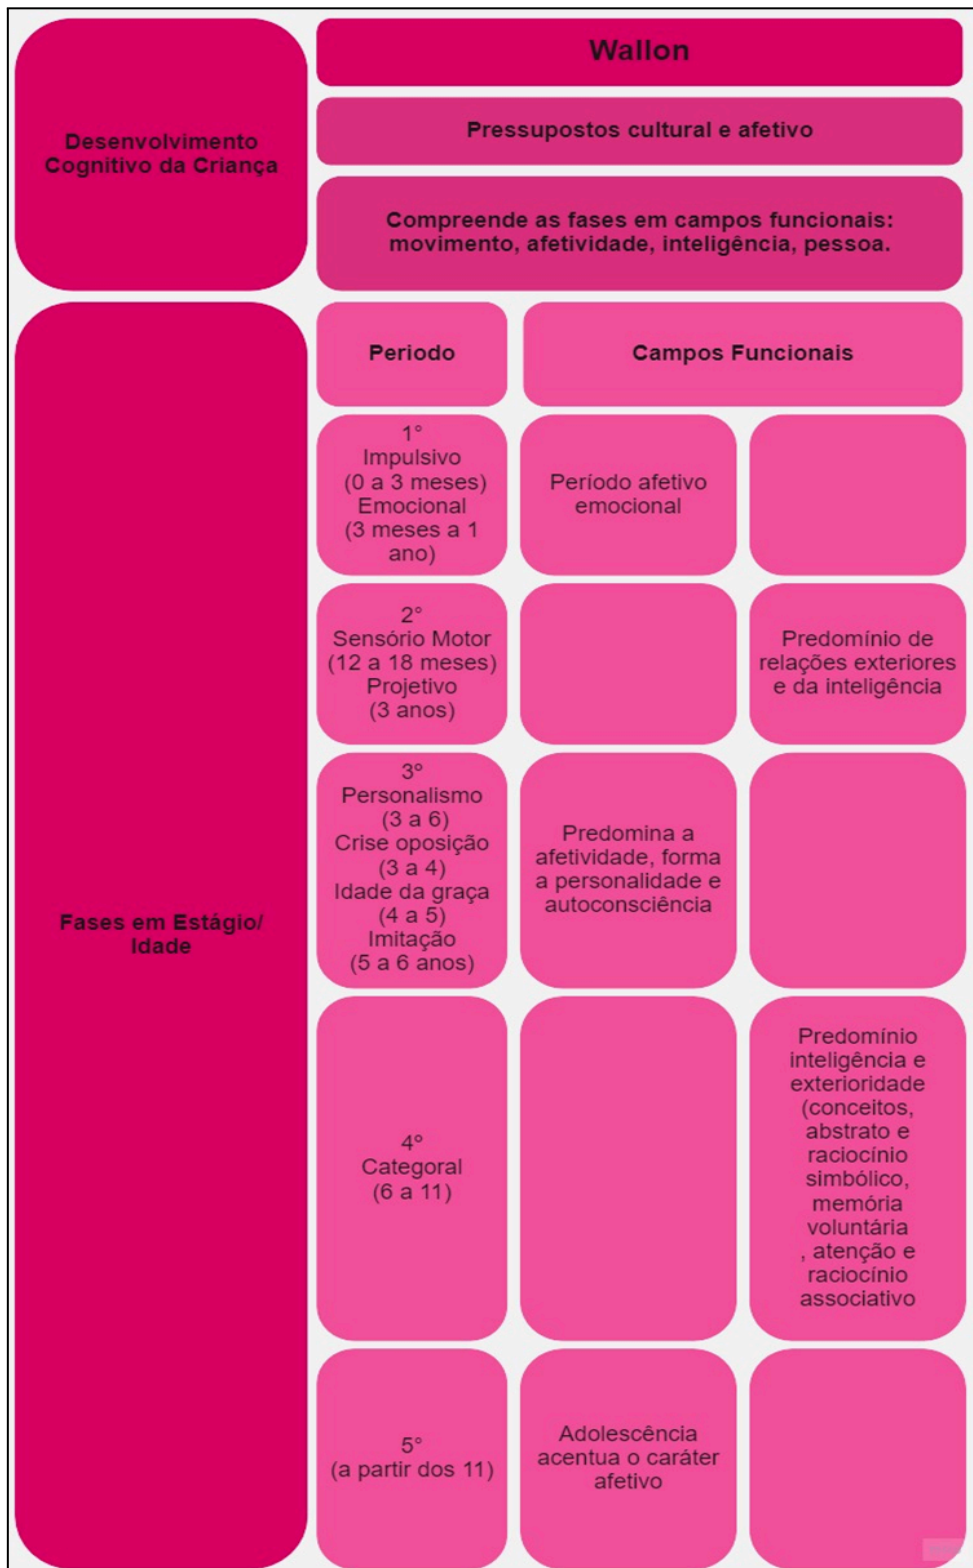 Wallon
Desenvolvimento
Cognitivo da Criança
Pressupostos cultural e afetivo
Compreende as fases em campos funcionais:
movimento, afetividade, inteligência, pessoa.
Fases em Estágio/
Idade
Periodo
Campos Funcionais
1°
Impulsivo
(0 a 3 meses)
Emocional
(3 meses a 1
ano)
Período afetivo
emocional
2°
Sensório Motor
(12 a 18 meses)
Projetivo
(3 anos)
Predomínio de
relações exteriores
e da inteligência
3º
Personalismo
(3 a 6)
Crise oposição
(3 a 4)
Idade da graça
(4 a 5)
Imitação
(5 a 6 anos)
Predomina a
afetividade, forma
a personalidade e
autoconsciência
4º
Categoral
(6 a 11)
Predomínio
inteligência e
exterioridade
(conceitos,
abstrato e
raciocínio
simbólico,
memória
voluntária
, atenção e
raciocínio
associativo
5°
(a partir dos 11)
Adolescência
acentua o caráter
afetivo